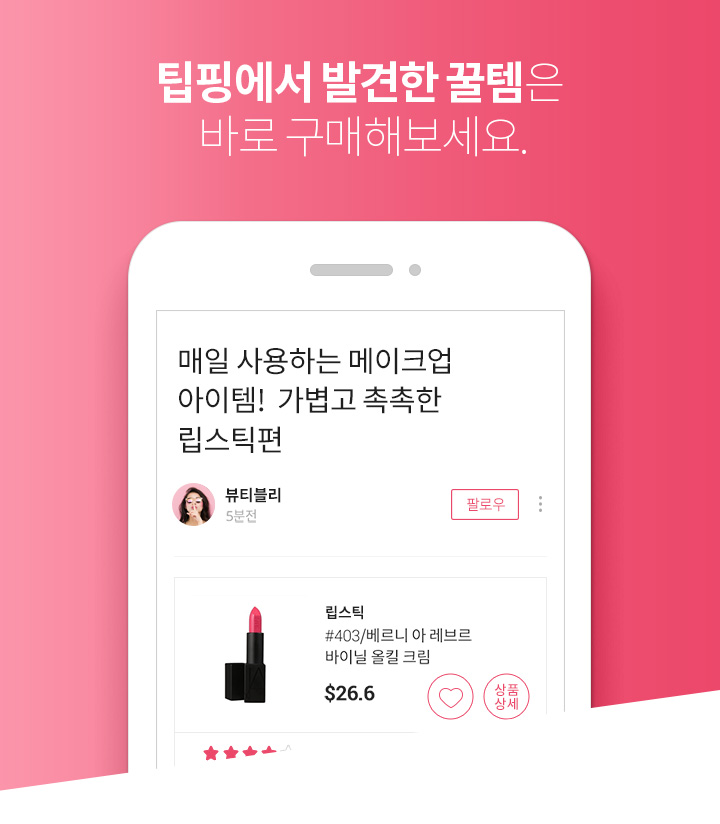 팁핑에서 발견한 꿀템은
바로 구매해보세요.
매일 사용하는 메이크업
아이템! 가볍고 촉촉한
립스틱편
뷰티블리
5분전
팔로우
립스틱
#403/베르니 아 레브르
바이닐 올킬 크림
$26.6
상품
상세